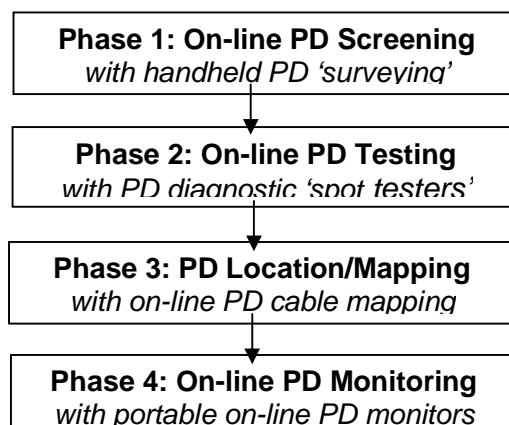 Phase 1: On-line PD Screening
with handheld PD ‘surveying’
Phase 2: On-line PD Testing
with PD diagnostic ‘spot testers’
Phase 3: PD Location/Mapping
with on-line PD cable mapping
Phase 4: On-line PD Monitoring
with portable on-line PD monitors